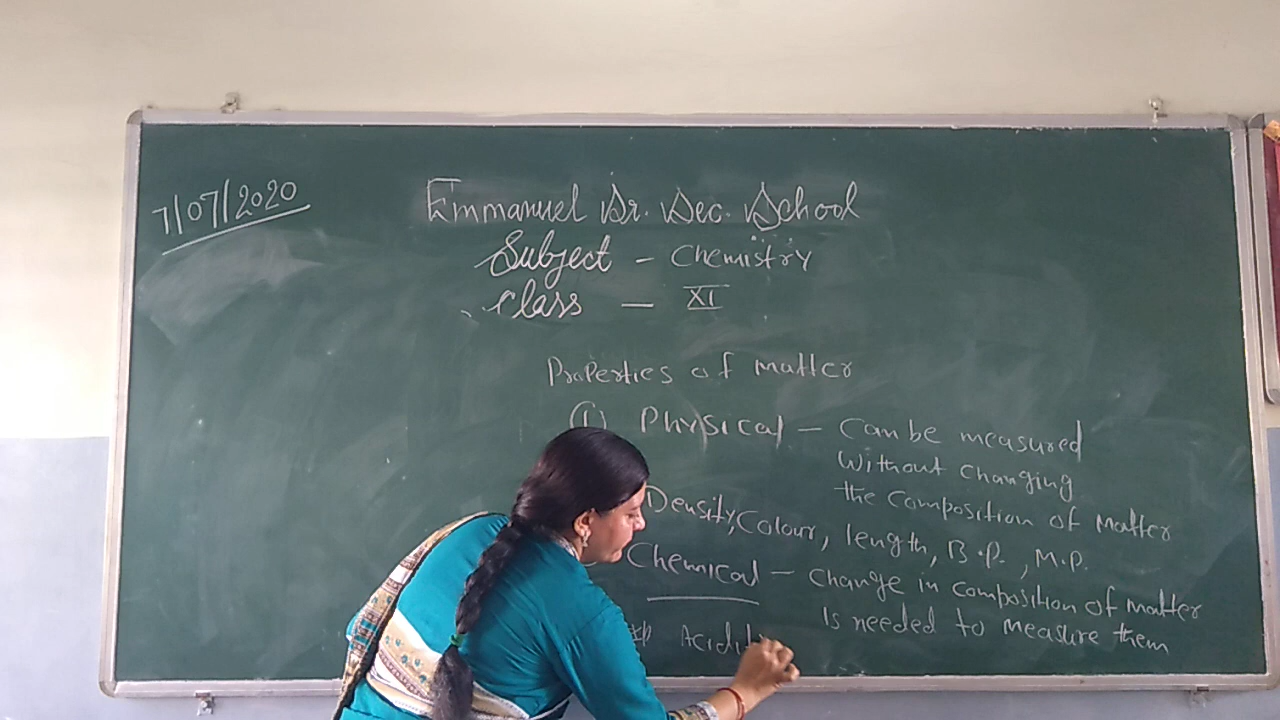 7/07/2020
Emmanuel Sr. Sec. School
Subject - Chemistry
Class - XI
Properties of matter
(1) Physical - Can be measured
without changing
the composition of matter
Density, Colour, length, B.P., M.P.
Chemical - change in composition of matter
is needed to measure them